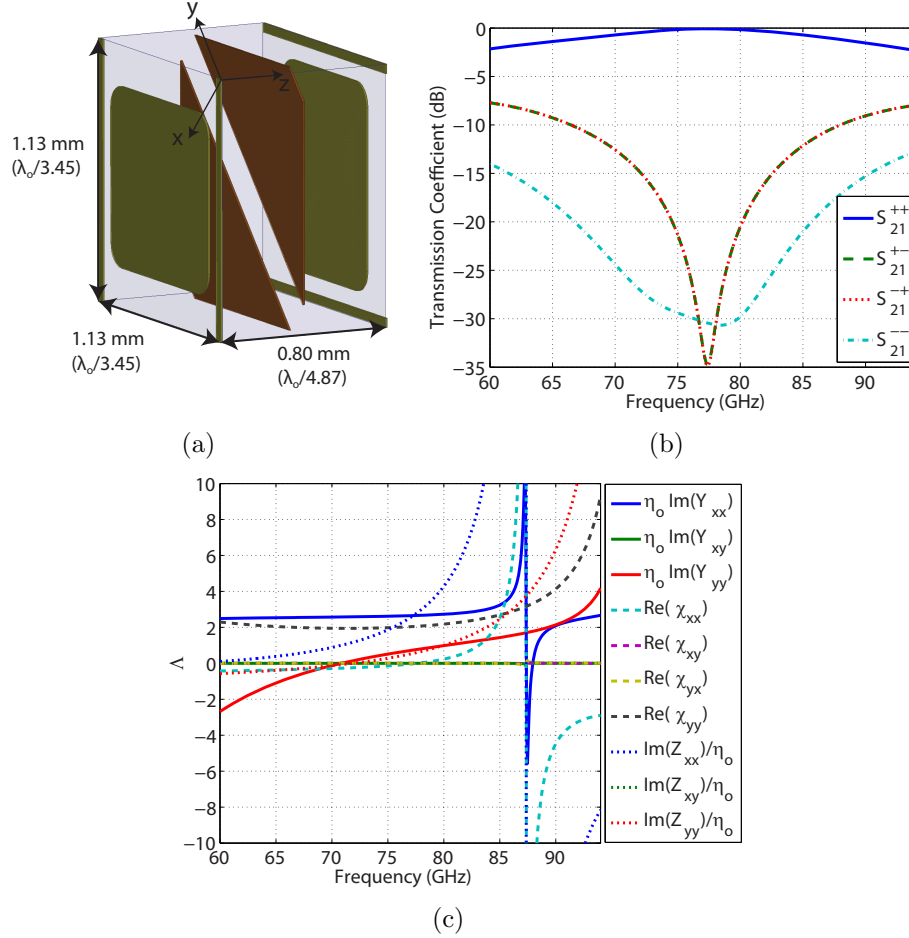 y
z
x
1.13 mm
(λo/3.45)
1.13 mm
(λo/3.45)
0.80 mm
(λo/4.87)
(a)
Transmission Coefficient (dB)
0
−5
−10
−15
−20
−25
−30
−35
60 70 80 90
Frequency (GHz)
S21++
S21+-
S21-+
S21--
(b)
Λ
10
8
6
4
2
0
−2
−4
−6
−8
−10
60 65 70 75 80 85 90
Frequency (GHz)
ηo Im(Yxx)
ηo Im(Yxy)
ηo Im(Yyy)
Re(χxx)
Re(χxy)
Re(χyx)
Re(χyy)
Im(Zxx)/ηo
Im(Zxy)/ηo
Im(Zyy)/ηo
(c)